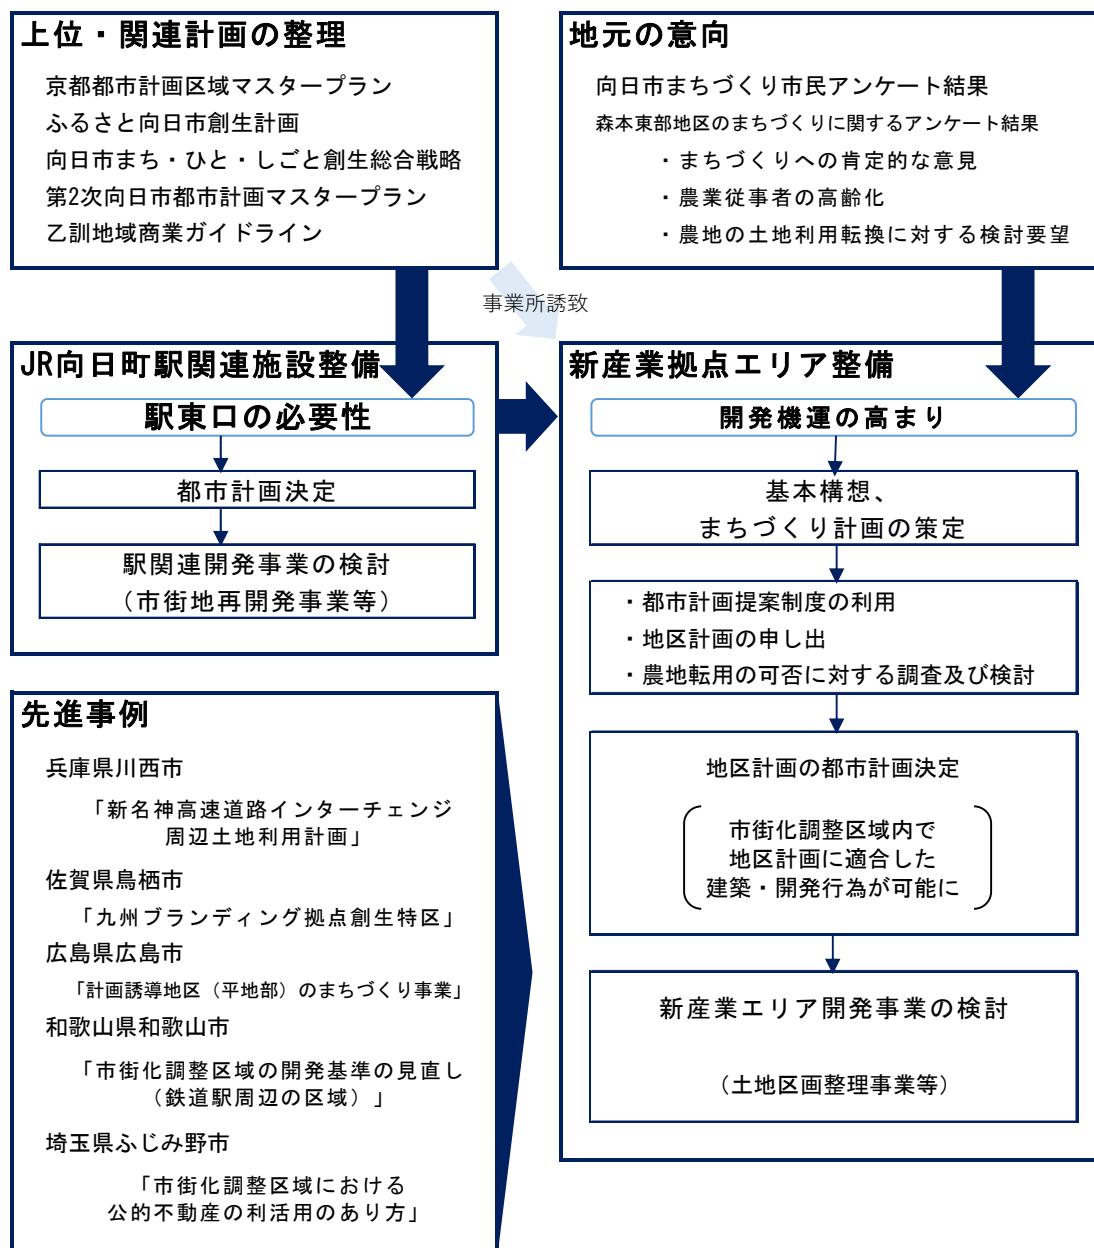 上位・関連計画の整理
京都都市計画区域マスタープラン
ふるさと向日市創生計画
向日市まち・ひと・しごと創生総合戦略
第2次向日市都市計画マスタープラン
乙訓地域商業ガイドライン
地元の意向
向日市まちづくり市民アンケート結果
森本東部地区のまちづくりに関するアンケート結果
・まちづくりへの肯定的な意見
・農業従事者の高齢化
・農地の土地利用転換に対する検討要望
事業所誘致
JR向日町駅関連施設整備
駅東口の必要性
都市計画決定
駅関連開発事業の検討
（市街地再開発事業等）
新産業拠点エリア整備
開発機運の高まり
基本構想、
まちづくり計画の策定
・都市計画提案制度の利用
・地区計画の申し出
・農地転用の可否に対する調査及び検討
地区計画の都市計画決定
市街化調整区域内で
地区計画に適合した
建築・開発行為が可能に
新産業エリア開発事業の検討
（土地区画整理事業等）
先進事例
兵庫県川西市
「新名神高速道路インターチェンジ
周辺土地利用計画」
佐賀県鳥栖市
「九州ブランディング拠点創生特区」
広島県広島市
「計画誘導地区（平地部）のまちづくり事業」
和歌山県和歌山市
「市街化調整区域の開発基準の見直し
（鉄道駅周辺の区域）」
埼玉県ふじみ野市
「市街化調整区域における
公的不動産の利活用のあり方」